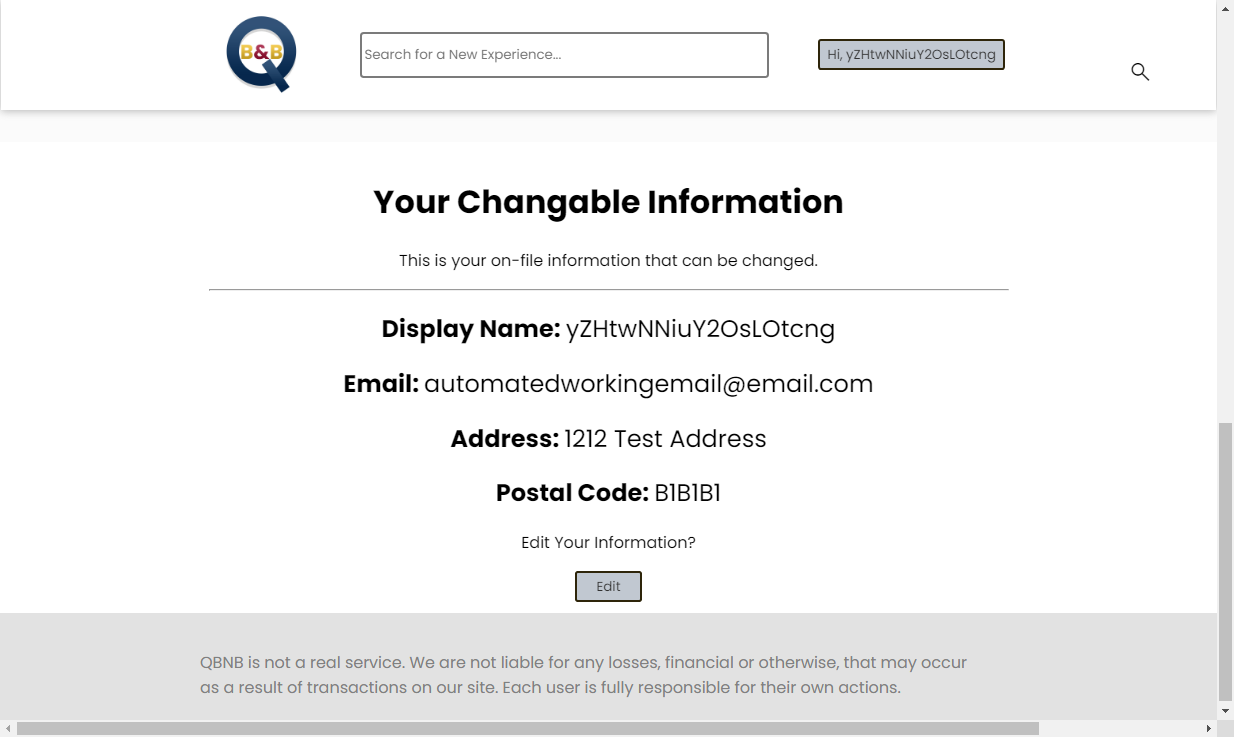 B&B
Search for a New Experience...
Hi, yZHtwNNiuY2OsLOtcng
Your Changable Information
This is your on-file information that can be changed.
Display Name: yZHtwNNiuY2OsLOtcng
Email: automatedworkingemail@email.com
Address: 1212 Test Address
Postal Code: B1B1B1
Edit Your Information?
Edit
QBNB is not a real service. We are not liable for any losses, financial or otherwise, that may occur
as a result of transactions on our site. Each user is fully responsible for their own actions.